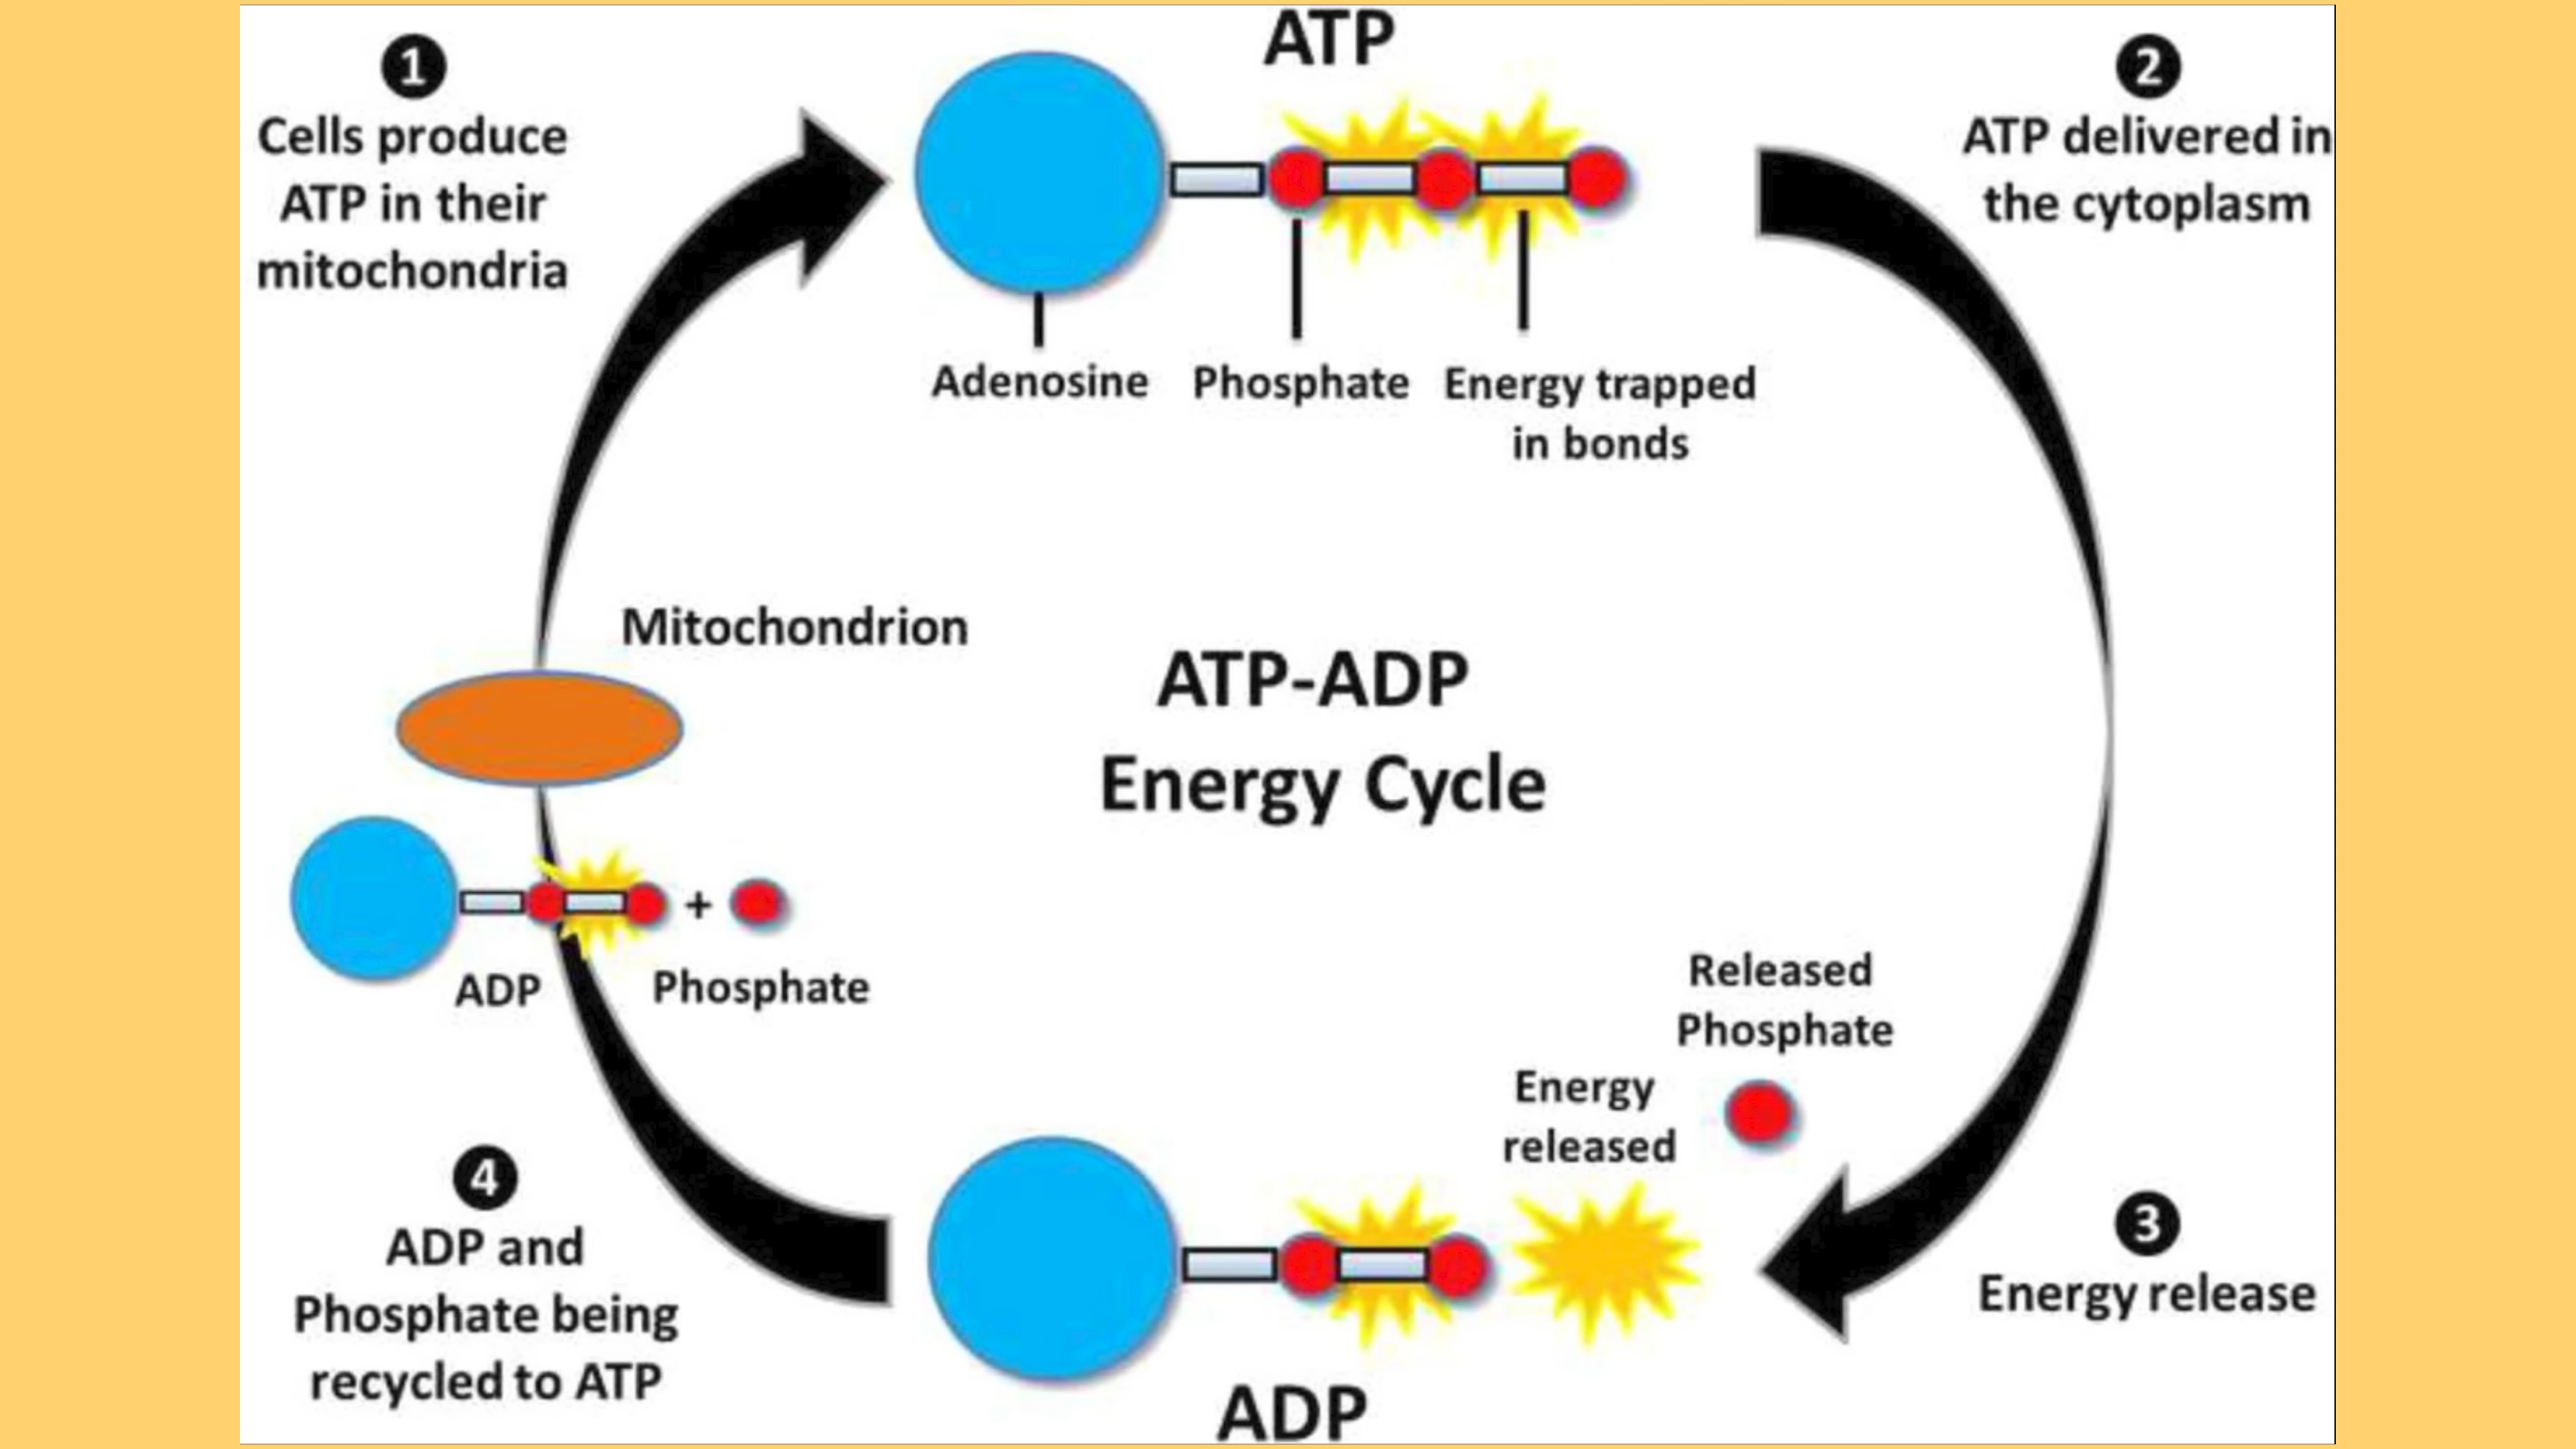 ATP
1
Cells produce
ATP in their
mitochondria
2
ATP delivered in
the cytoplasm
Adenosine
Phosphate
Energy trapped
in bonds
Mitochondrion
ATP-ADP
Energy Cycle
ADP
+
Phosphate
Released
Phosphate
Energy
released
3
Energy release
4
ADP and
Phosphate being
recycled to ATP
ADP